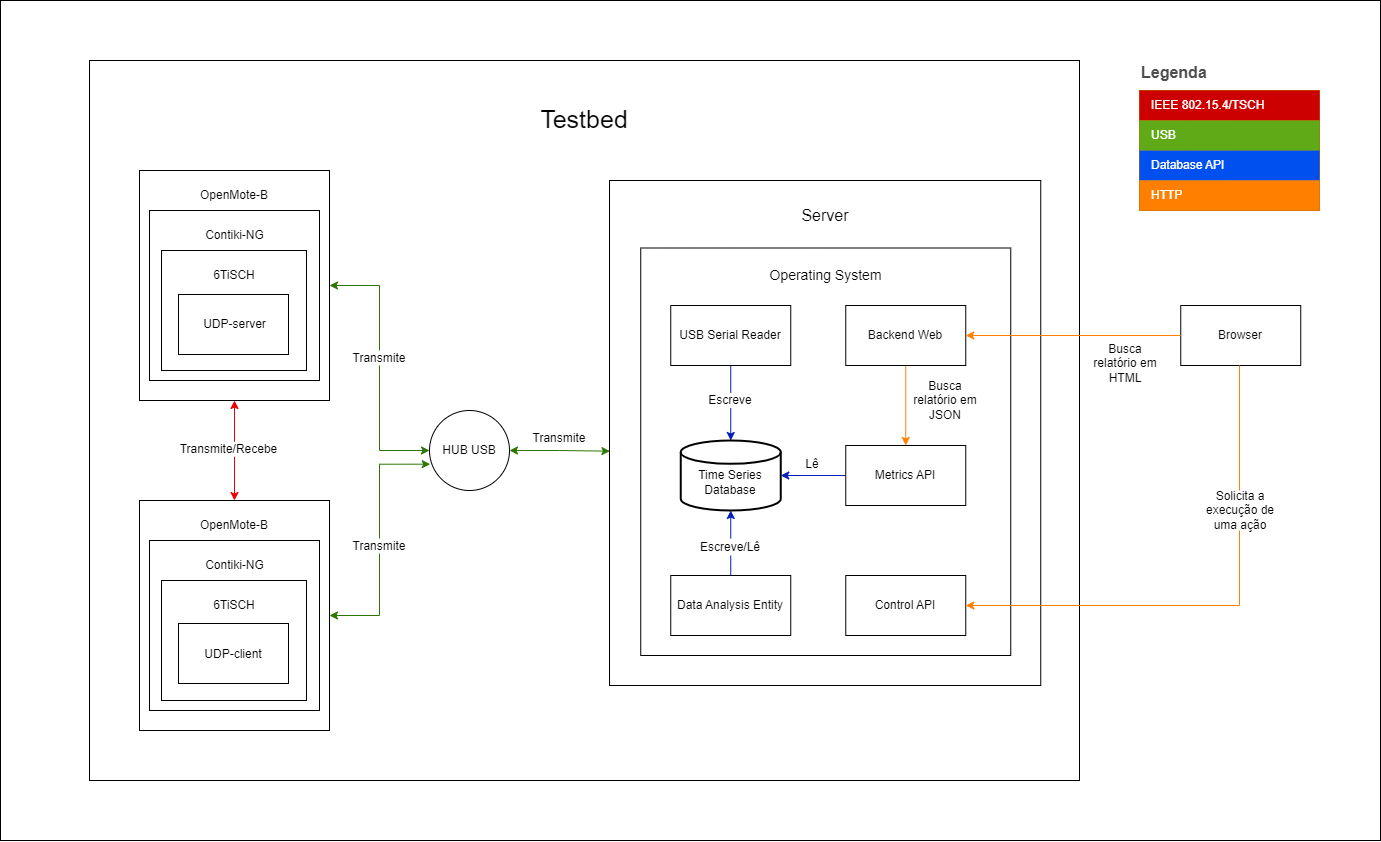 Testbed
Legenda
IEEE 802.15.4/TSCH
USB
Database API
HTTP
OpenMote-B
Contiki-NG
6TiSCH
UDP-server
Transmite/Recebe
OpenMote-B
Contiki-NG
6TiSCH
UDP-client
Transmite
Transmite
HUB USB
Transmite
Server
Operating System
USB Serial Reader
Escreve
Time Series
Database
Escreve/Lê
Data Analysis Entity
Backend Web
Busca
relatório em
JSON
Lê
Metrics API
Control API
Busca
relatório em
HTML
Browser
Solicita a
execução de
uma ação